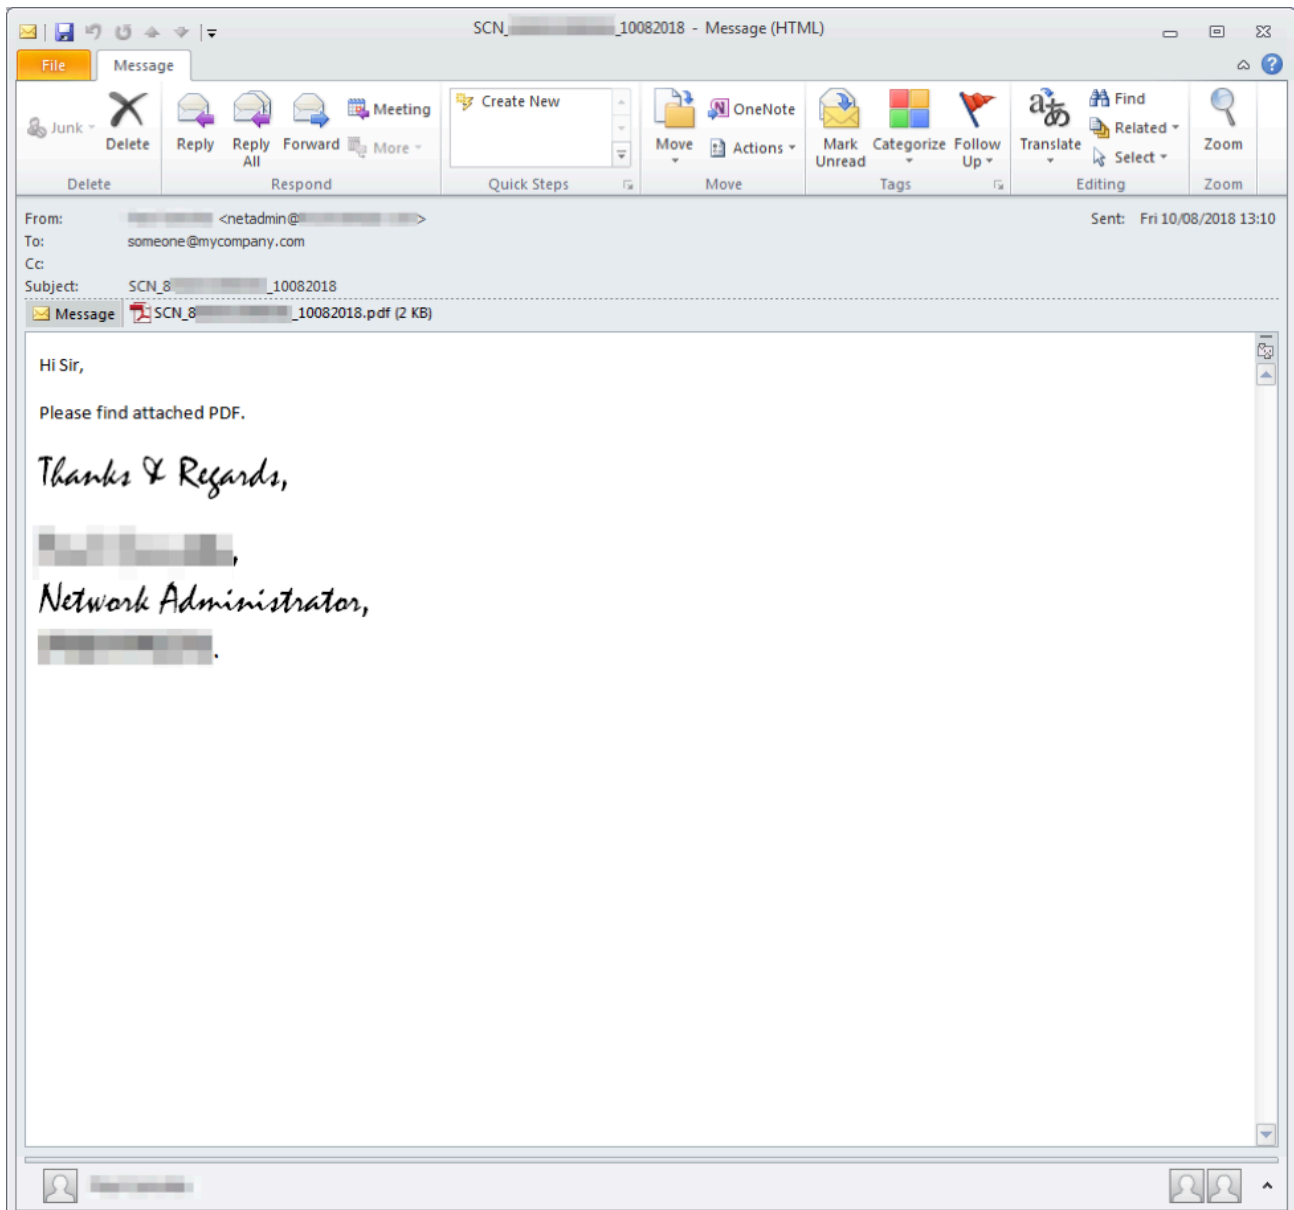 SCN_ _10082018 - Message (HTML)
File Message
Junk Delete Reply Reply All Forward Meeting More
Create New
Move OneNote Actions
Mark Unread Categorize Follow Up
Translate Find Related Select Zoom
Delete Respond Quick Steps Move Tags Editing Zoom
From: <netadmin@ > Sent: Fri 10/08/2018 13:10
To: someone@mycompany.com
Cc:
Subject: SCN_8 _10082018
Message SCN_8 _10082018.pdf (2 KB)
Hi Sir,
Please find attached PDF.
Thanks & Regards,
,
Network Administrator,
.